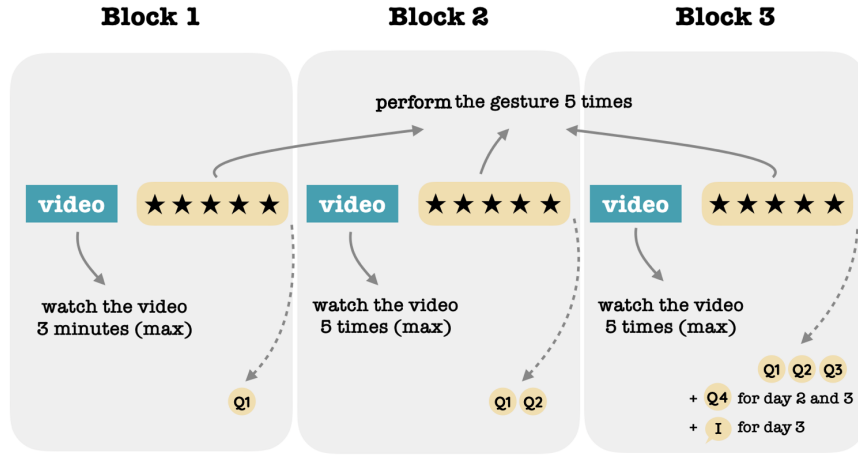 Block 1
Block 2
Block 3
perform the gesture 5 times
video
video
video
watch the video
3 minutes (max)
watch the video
5 times (max)
watch the video
5 times (max)
Q1
Q1 Q2
Q1 Q2 Q3
+ Q4 for day 2 and 3
+ I for day 3